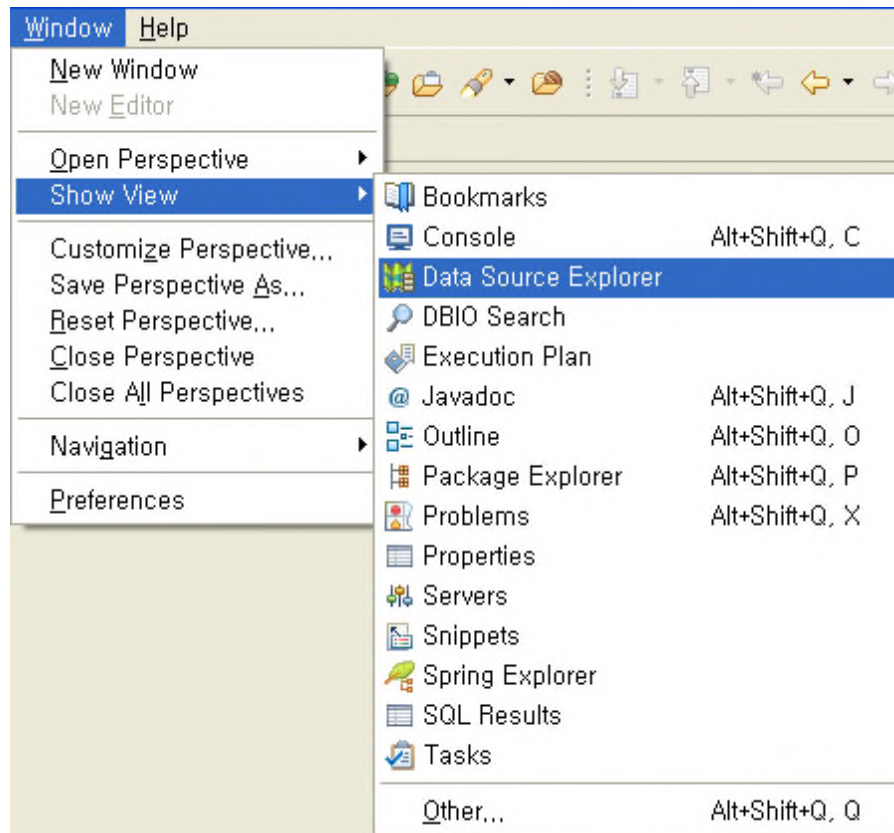 Window Help
New Window
New Editor
Open Perspective
Show View
Customize Perspective...
Save Perspective As...
Reset Perspective...
Close Perspective
Close All Perspectives
Navigation
Preferences
Bookmarks
Console Alt+Shift+Q, C
Data Source Explorer
DBIO Search
Execution Plan
@ Javadoc Alt+Shift+Q, J
Outline Alt+Shift+Q, O
Package Explorer Alt+Shift+Q, P
Problems Alt+Shift+Q, X
Properties
Servers
Snippets
Spring Explorer
SQL Results
Tasks
Other... Alt+Shift+Q, Q